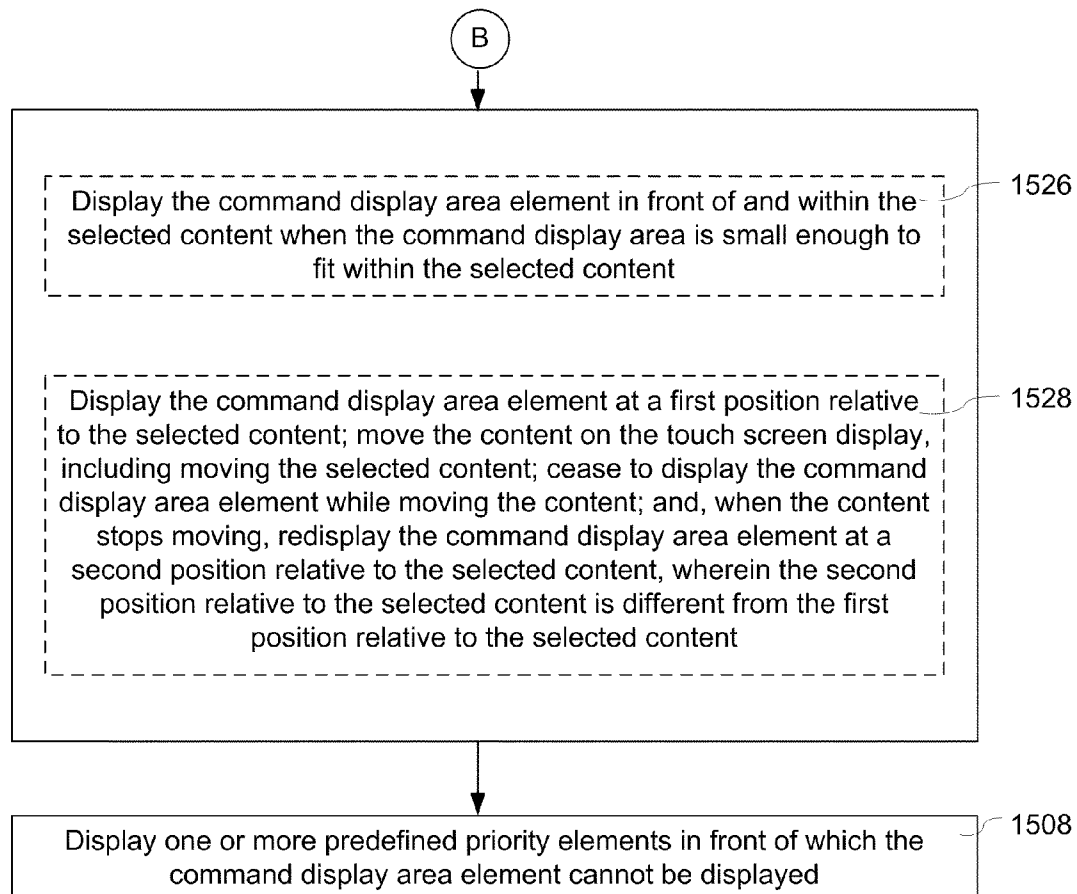 B
Display the command display area element in front of and within the
selected content when the command display area is small enough to
fit within the selected content
1526
Display the command display area element at a first position relative
to the selected content; move the content on the touch screen display,
including moving the selected content; cease to display the command
display area element while moving the content; and, when the content
stops moving, redisplay the command display area element at a
second position relative to the selected content, wherein the second
position relative to the selected content is different from the first
position relative to the selected content
1528
Display one or more predefined priority elements in front of which the
command display area element cannot be displayed
1508